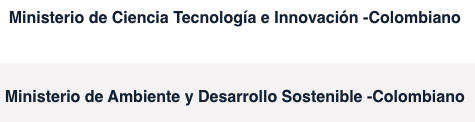 Ministerio de Ciencia Tecnología e Innovación -Colombiano
Ministerio de Ambiente y Desarrollo Sostenible -Colombiano